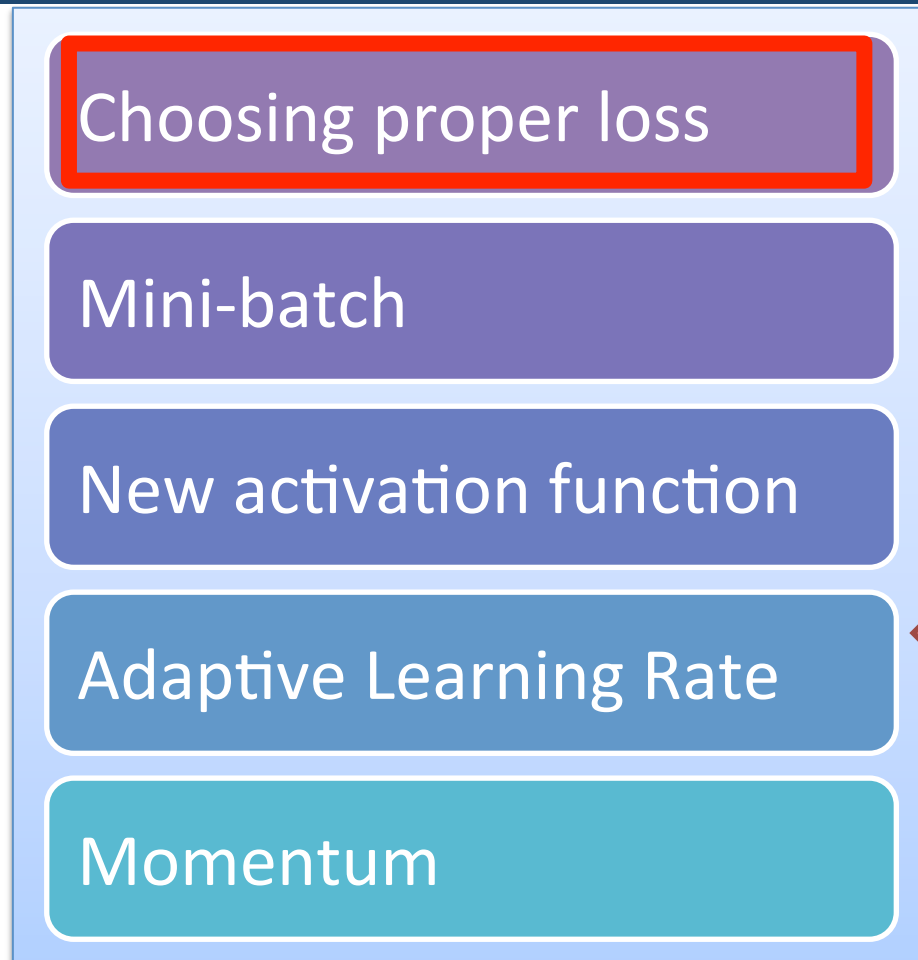 Choosing proper loss
Mini-batch
New activation function
Adaptive Learning Rate
Momentum